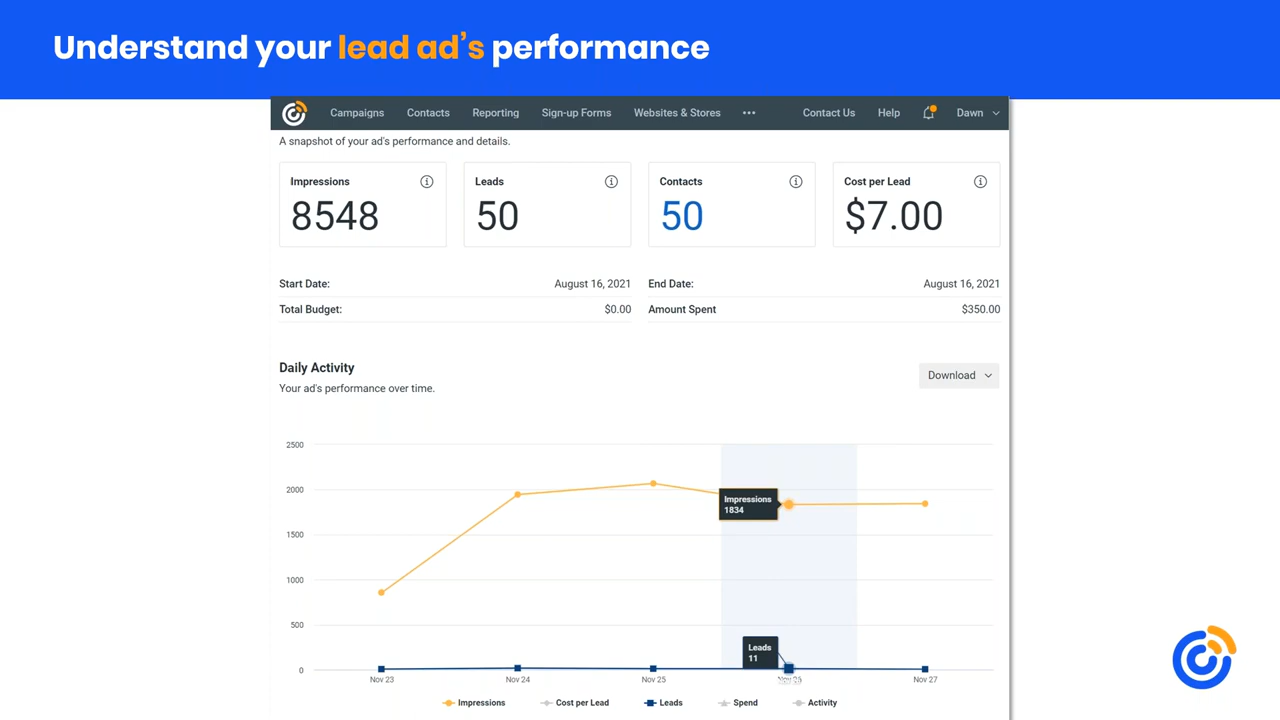 Understand your lead ad's performance
Campaigns Contacts Reporting Sign-up Forms Websites & Stores ••• Contact Us Help Dawn
A snapshot of your ad's performance and details.
Impressions Leads Contacts Cost per Lead
8548 50 50 $7.00
Start Date: August 16, 2021 End Date: August 16, 2021
Total Budget: $0.00 Amount Spent $350.00
Daily Activity
Your ad's performance over time.
Download
2500
2000
Impressions
1834
1500
1000
500
Leads
11
0
Nov 23 Nov 24 Nov 25 Nov 27
Impressions Cost per Lead Leads Spend Activity